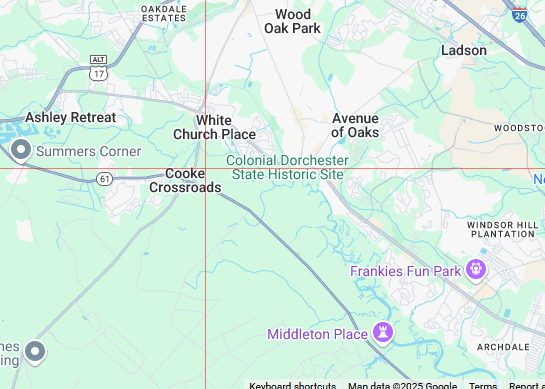 OAKDALE
ESTATES
Wood
Oak Park
26
Ladson
ALT
17
Ashley Retreat
White
Church Place
Avenue
of Oaks
WOODSTO
Summers Corner
Colonial Dorchester
State Historic Site
61
Cooke
Crossroads
WINDSOR HILL
PLANTATION
Frankies Fun Park
Middleton Place
ARCHDALE
Keyboard shortcuts
Map data ©2025 Google
Terms